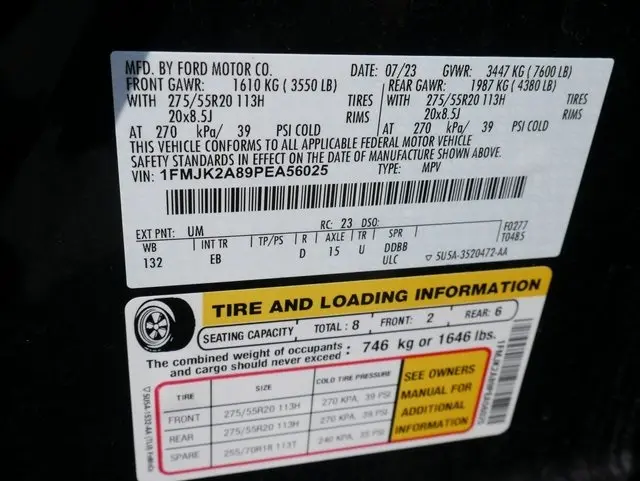 MFD. BY FORD MOTOR CO. DATE: 07/23 GVWR: 3447 KG (7600 LB)
FRONT GAWR: 1610 KG (3550 LB) REAR GAWR: 1987 KG (4380 LB)
WITH 275/55R20 113H TIRES WITH 275/55R20 113H TIRES
20x8.5J RIMS 20x8.5J RIMS
AT 270 kPa/ 39 PSI COLD AT 270 kPa/ 39 PSI COLD
THIS VEHICLE CONFORMS TO ALL APPLICABLE FEDERAL MOTOR VEHICLE
SAFETY STANDARDS IN EFFECT ON THE DATE OF MANUFACTURE SHOWN ABOVE.
VIN: 1FMJK2A89PEA56025 TYPE: MPV
EXT PNT: UM RC: 23 DSO:
WB INT TR TP/PS R AXLE TR SPR F0277
132 EB D 15 U DDBB T0485
ULC ▽ 5U5A-3520472-AA
TIRE AND LOADING INFORMATION
SEATING CAPACITY TOTAL: 8 FRONT: 2 REAR: 6
The combined weight of occupants and cargo should never exceed: 746 kg or 1646 lbs.
TIRE SIZE COLD TIRE PRESSURE
FRONT 275/55R20 113H 270 KPA, 39 PSI
REAR 275/55R20 113H 270 KPA, 39 PSI
SPARE 255/70R18 113T 240 KPA, 35 PSI
SEE OWNERS
MANUAL FOR
ADDITIONAL
INFORMATION
1FMJK2A89PEA56025